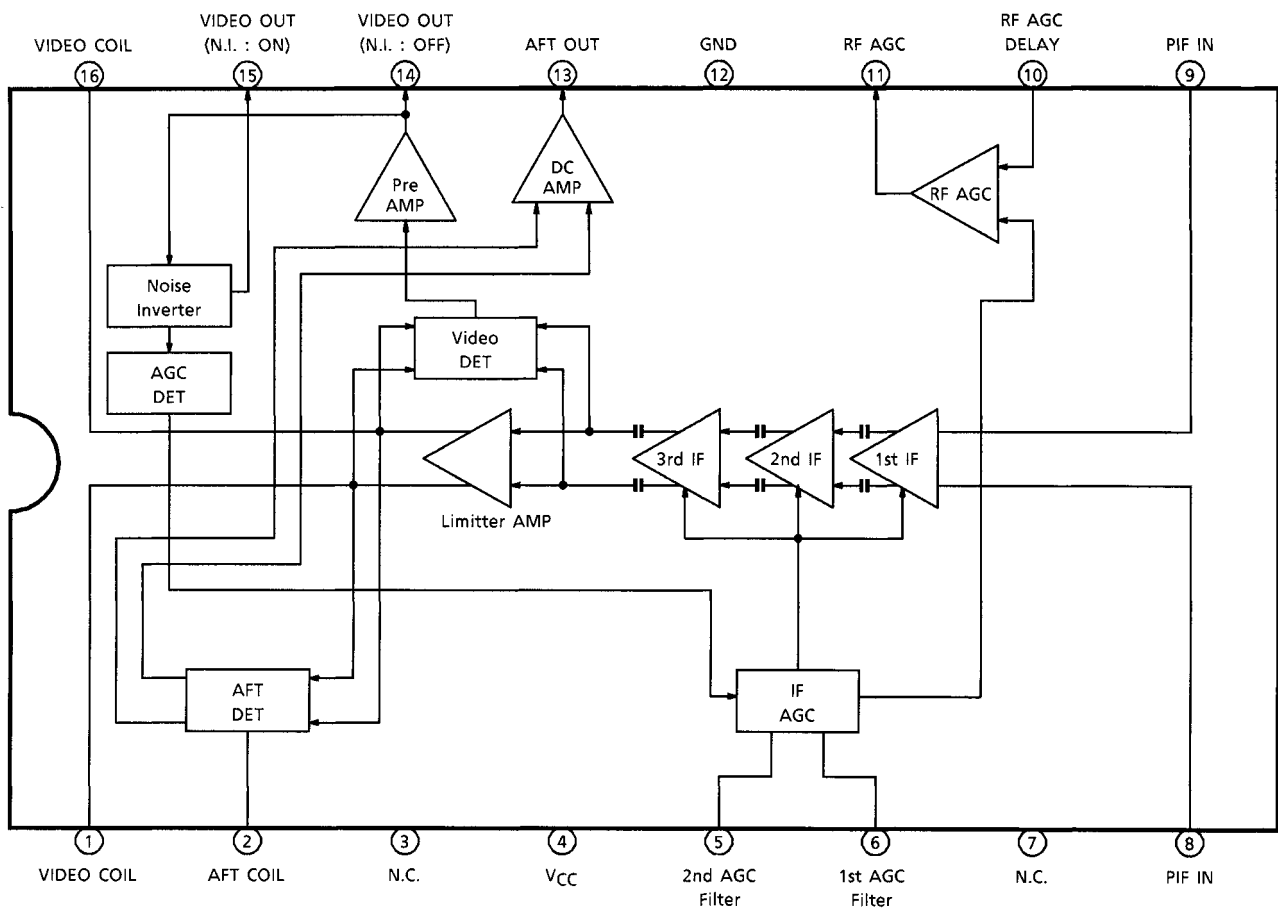 VIDEO COIL
VIDEO OUT
(N.I. : ON)
VIDEO OUT
(N.I. : OFF)
AFT OUT
GND
RF AGC
RF AGC
DELAY
PIF IN
16
15
14
13
12
11
10
9
Pre
AMP
DC
AMP
RF AGC
Noise
Inverter
Video
DET
AGC
DET
3rd IF
2nd IF
1st IF
Limitter AMP
AFT
DET
IF
AGC
1
2
3
4
5
6
7
8
VIDEO COIL
AFT COIL
N.C.
VCC
2nd AGC
Filter
1st AGC
Filter
N.C.
PIF IN